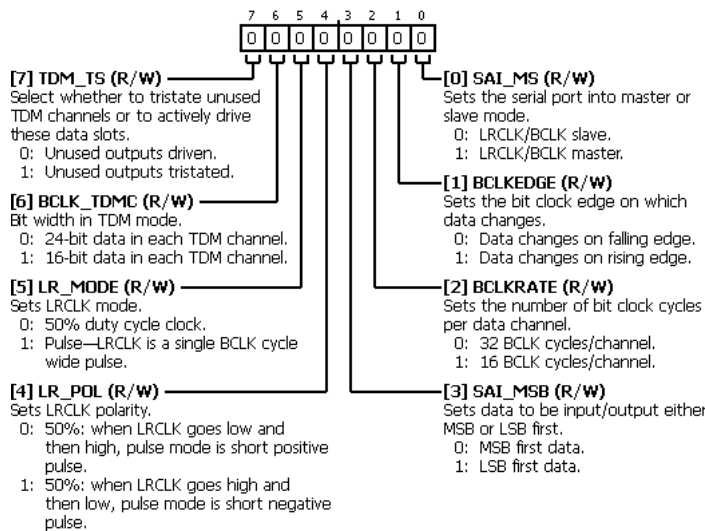 7 6 5 4 3 2 1 0
0 0 0 0 0 0 0 0
[7] TDM_TS (R/W)
Select whether to tristate unused
TDM channels or to actively drive
these data slots.
0: Unused outputs driven.
1: Unused outputs tristated.
[6] BCLK_TDMC (R/W)
Bit width in TDM mode.
0: 24-bit data in each TDM channel.
1: 16-bit data in each TDM channel.
[5] LR_MODE (R/W)
Sets LRCLK mode.
0: 50% duty cycle clock.
1: Pulse—LRCLK is a single BCLK cycle
wide pulse.
[4] LR_POL (R/W)
Sets LRCLK polarity.
0: 50%: when LRCLK goes low and
then high, pulse mode is short positive
pulse.
1: 50%: when LRCLK goes high and
then low, pulse mode is short negative
pulse.
[0] SAI_MS (R/W)
Sets the serial port into master or
slave mode.
0: LRCLK/BCLK slave.
1: LRCLK/BCLK master.
[1] BCLKEDGE (R/W)
Sets the bit clock edge on which
data changes.
0: Data changes on falling edge.
1: Data changes on rising edge.
[2] BCLKRATE (R/W)
Sets the number of bit clock cycles
per data channel.
0: 32 BCLK cycles/channel.
1: 16 BCLK cycles/channel.
[3] SAI_MSB (R/W)
Sets data to be input/output either
MSB or LSB first.
0: MSB first data.
1: LSB first data.